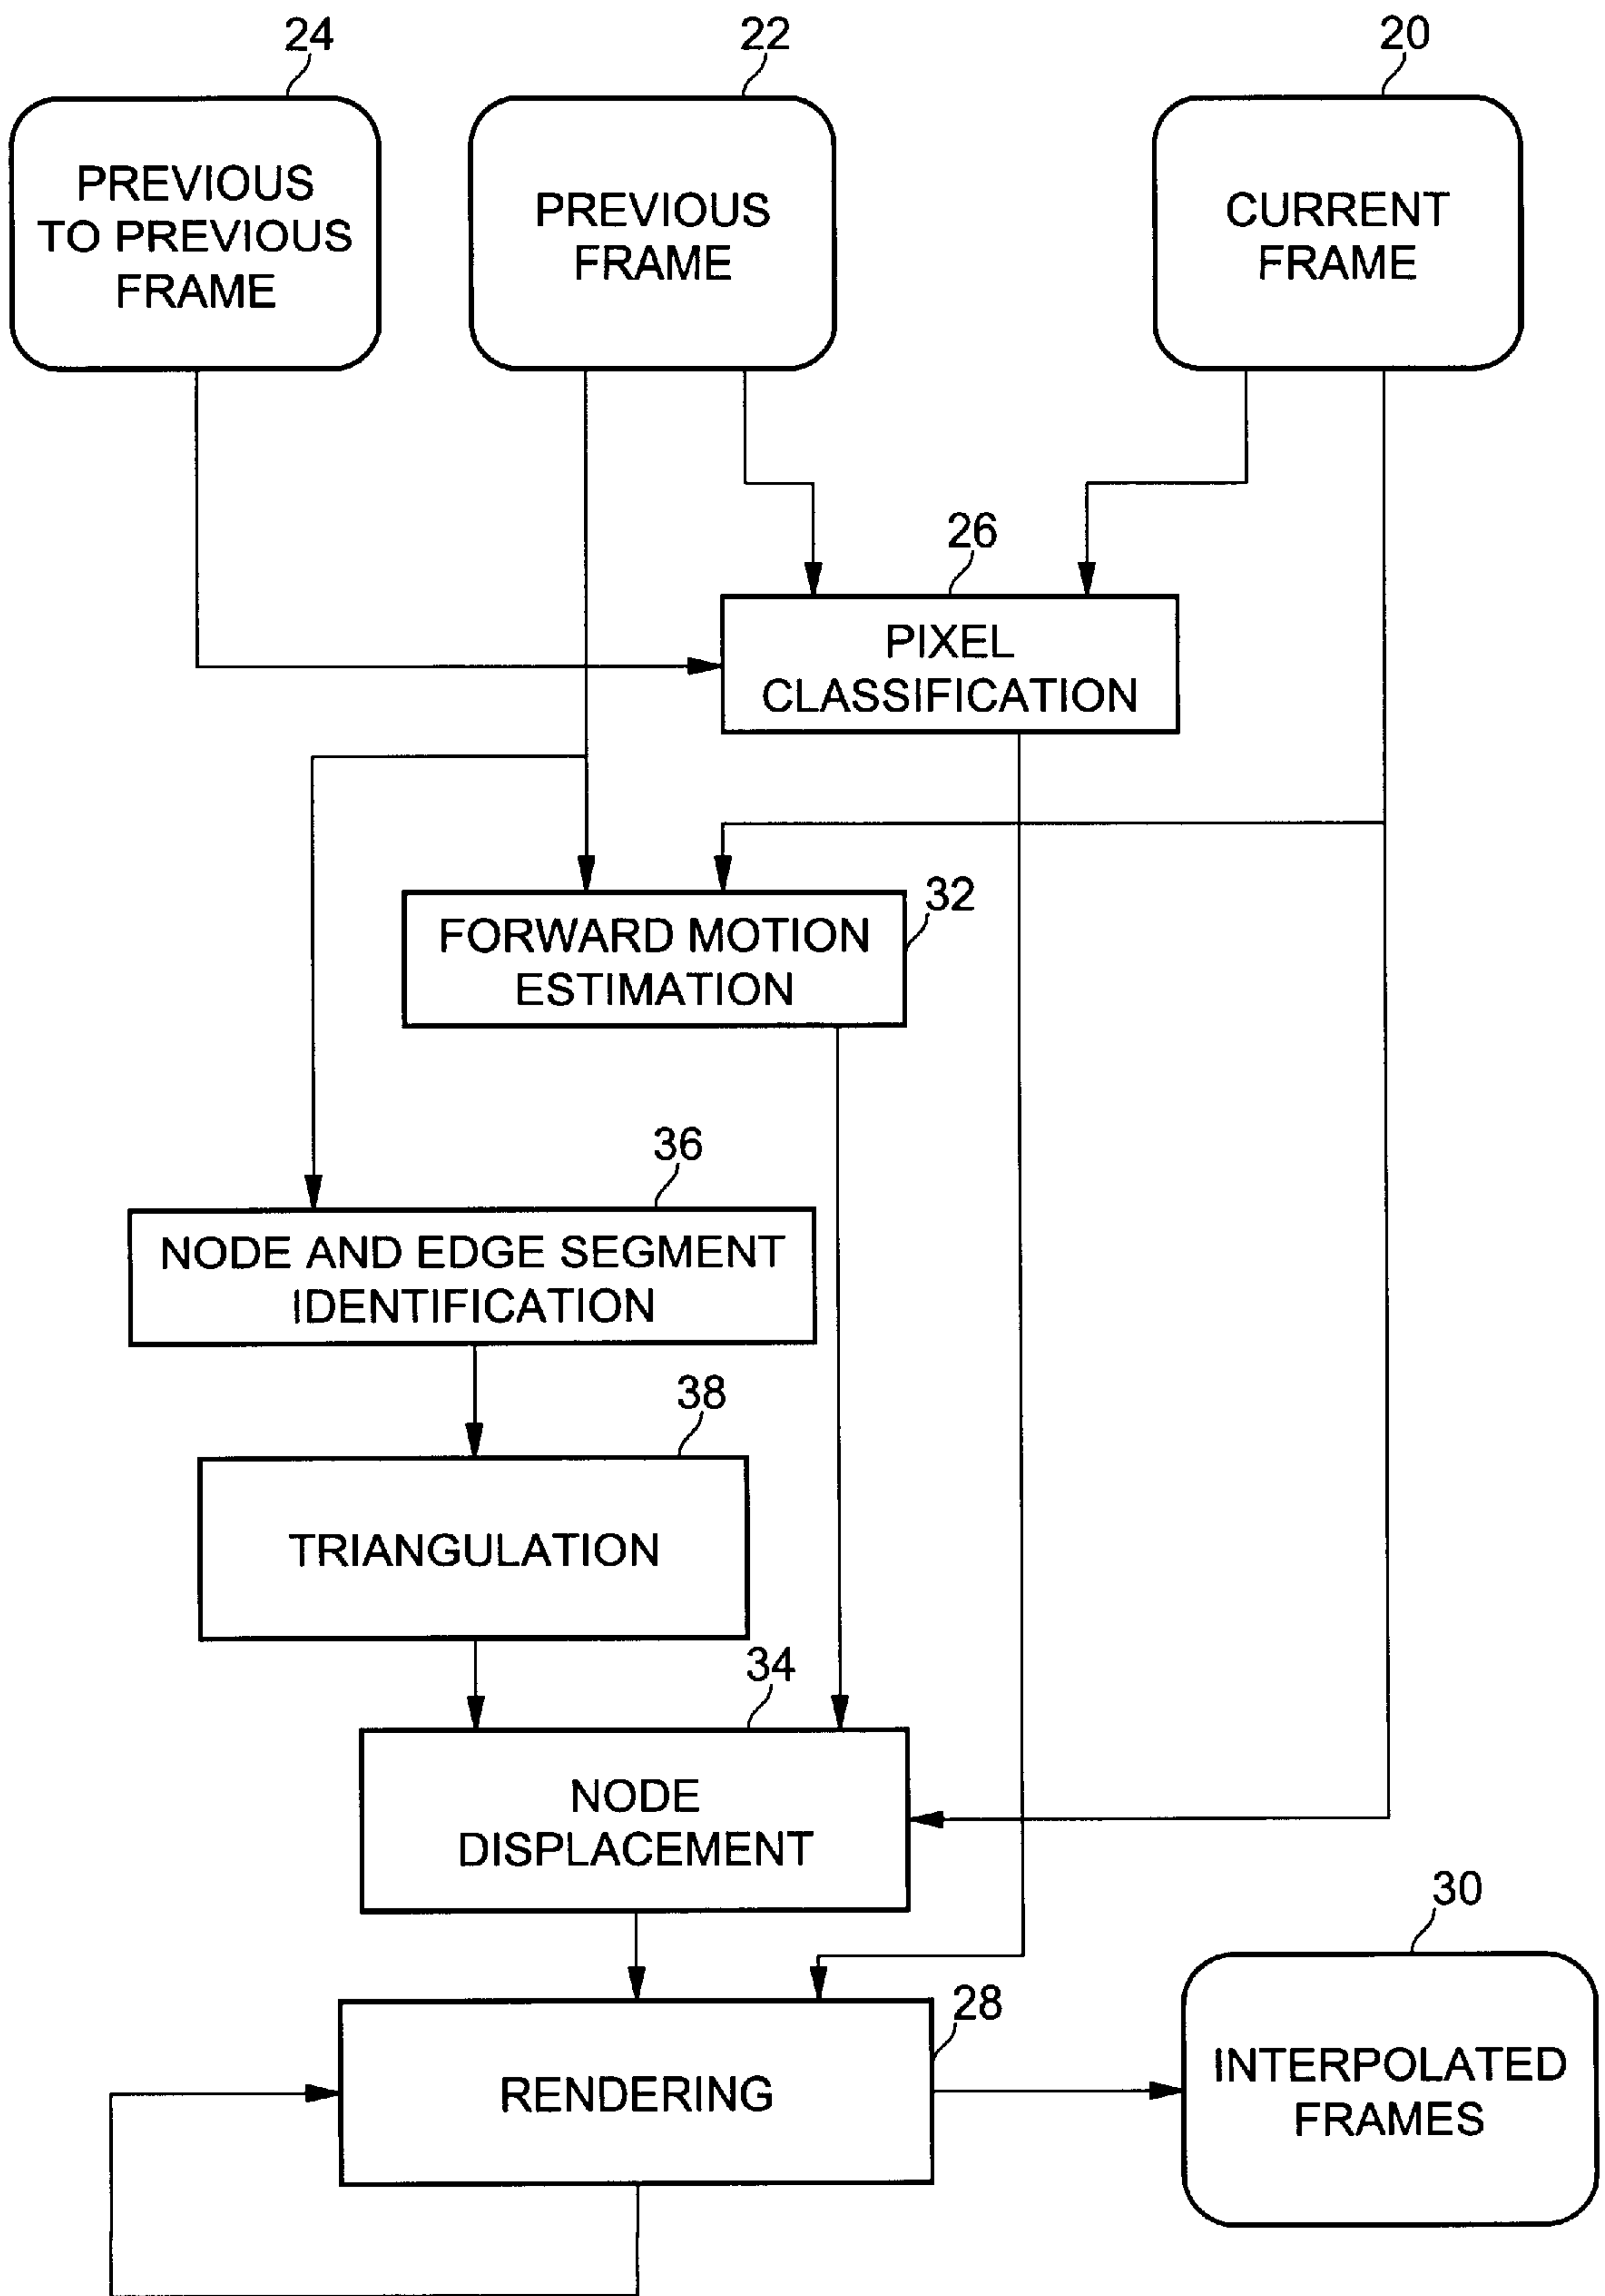 24
22
20
PREVIOUS
TO PREVIOUS
FRAME
PREVIOUS
FRAME
CURRENT
FRAME
26
PIXEL
CLASSIFICATION
32
FORWARD MOTION
ESTIMATION
36
NODE AND EDGE SEGMENT
IDENTIFICATION
38
TRIANGULATION
34
NODE
DISPLACEMENT
30
28
RENDERING
INTERPOLATED
FRAMES